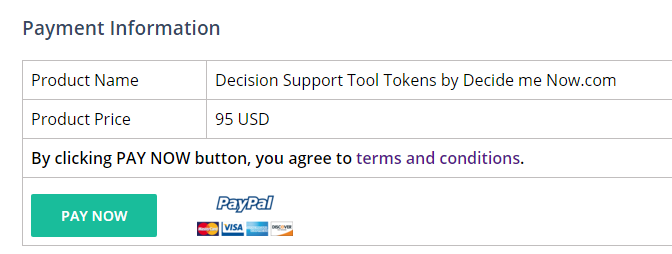 Payment Information
Product Name Decision Support Tool Tokens by Decide me Now.com
Product Price 95 USD
By clicking PAY NOW button, you agree to terms and conditions.
PAY NOW PayPal
MasterCard VISA DISCOVER